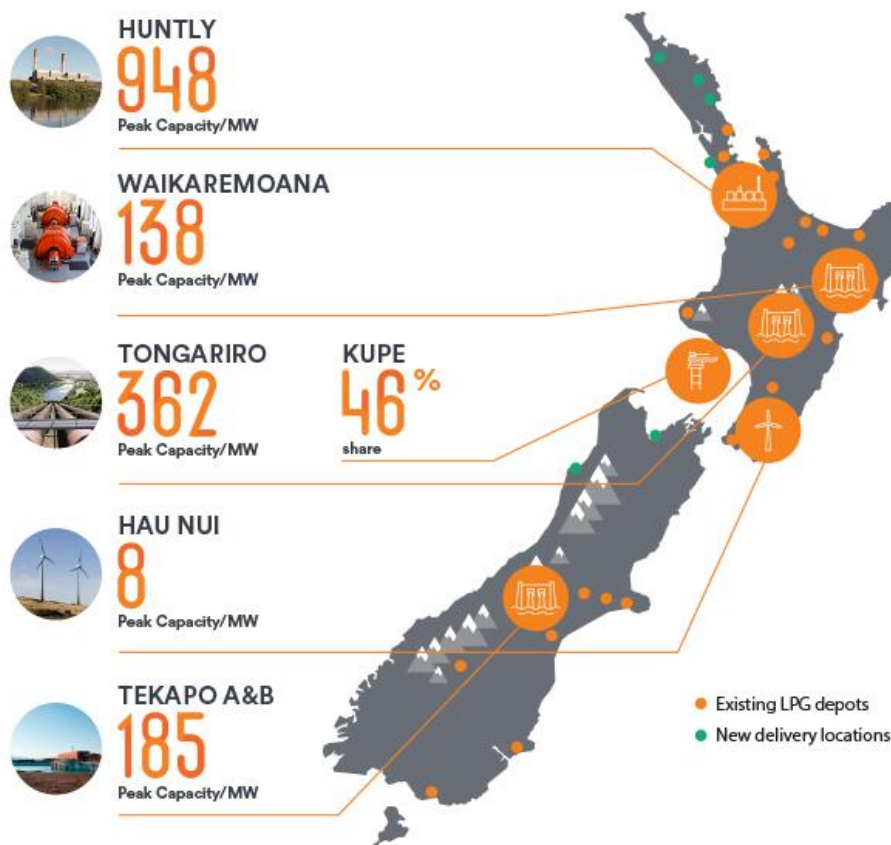 HUNTLY
948
Peak Capacity/MW
WAIKAREMOANA
138
Peak Capacity/MW
TONGARIRO
362
Peak Capacity/MW
KUPE
46%
share
HAU NUI
8
Peak Capacity/MW
TEKAPO A&B
185
Peak Capacity/MW
Existing LPG depots
New delivery locations